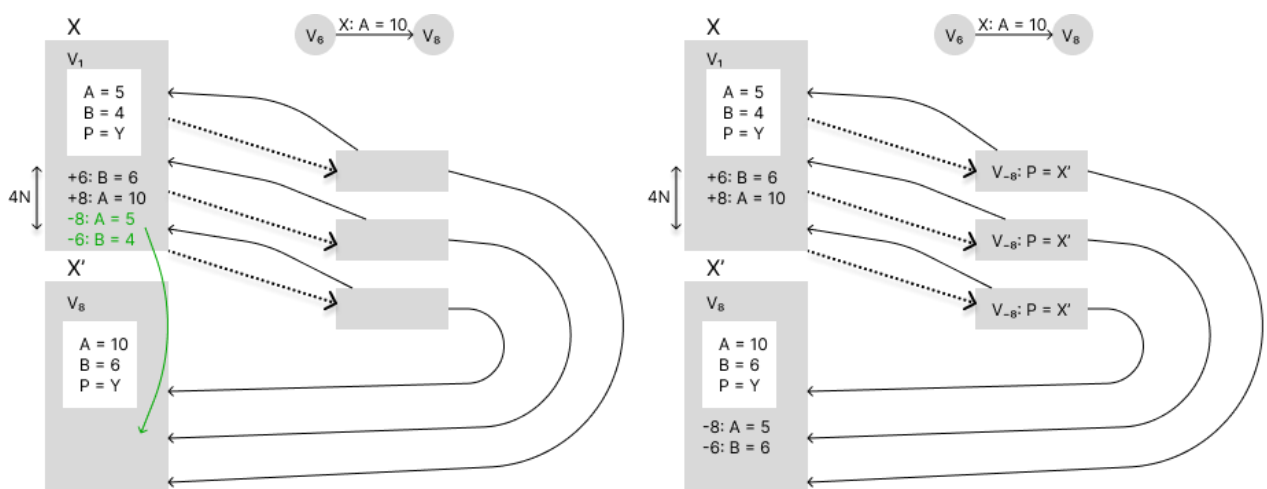 X
V₆
X: A = 10
V₈
V₁
A = 5
B = 4
P = Y
4N
+6: B = 6
+8: A = 10
-8: A = 5
-6: B = 4
X'
V₈
A = 10
B = 6
P = Y
X
V₆
X: A = 10
V₈
V₁
A = 5
B = 4
P = Y
4N
+6: B = 6
+8: A = 10
V₋₈: P = X'
V₋₈: P = X'
V₋₈: P = X'
X'
V₈
A = 10
B = 6
P = Y
-8: A = 5
-6: B = 6